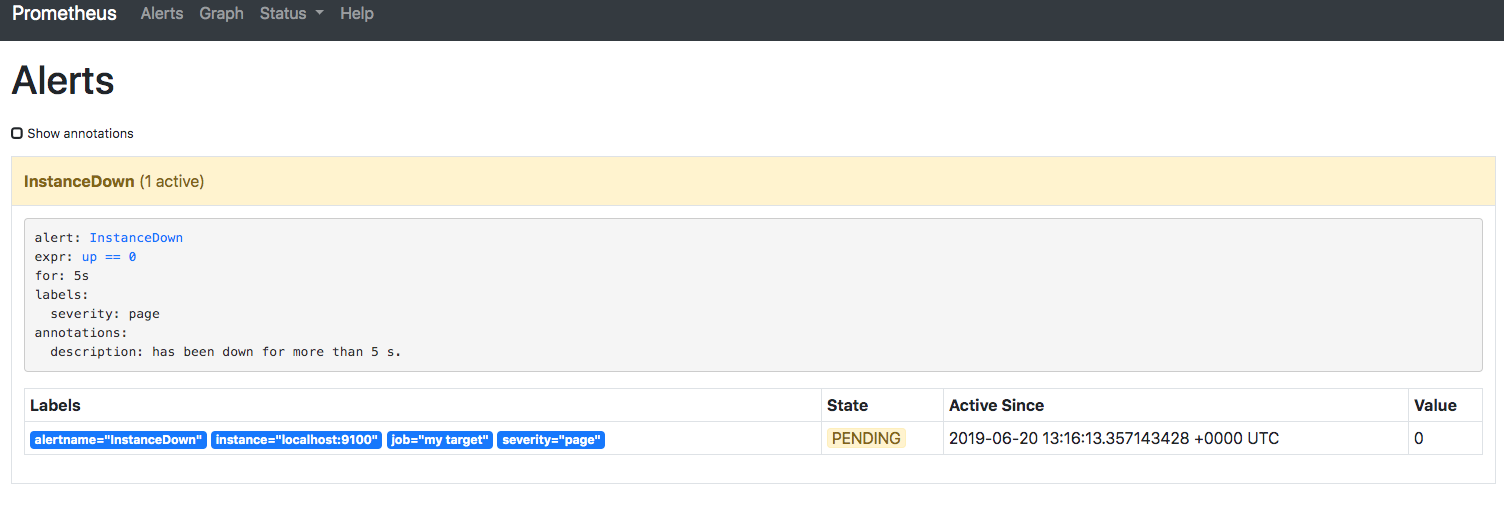 Prometheus Alerts Graph Status Help
Alerts
Show annotations
InstanceDown (1 active)
alert: InstanceDown
expr: up == 0
for: 5s
labels:
  severity: page
annotations:
  description: has been down for more than 5 s.
Labels State Active Since Value
alertname="InstanceDown" instance="localhost:9100" job="my target" severity="page" PENDING 2019-06-20 13:16:13.357143428 +0000 UTC 0